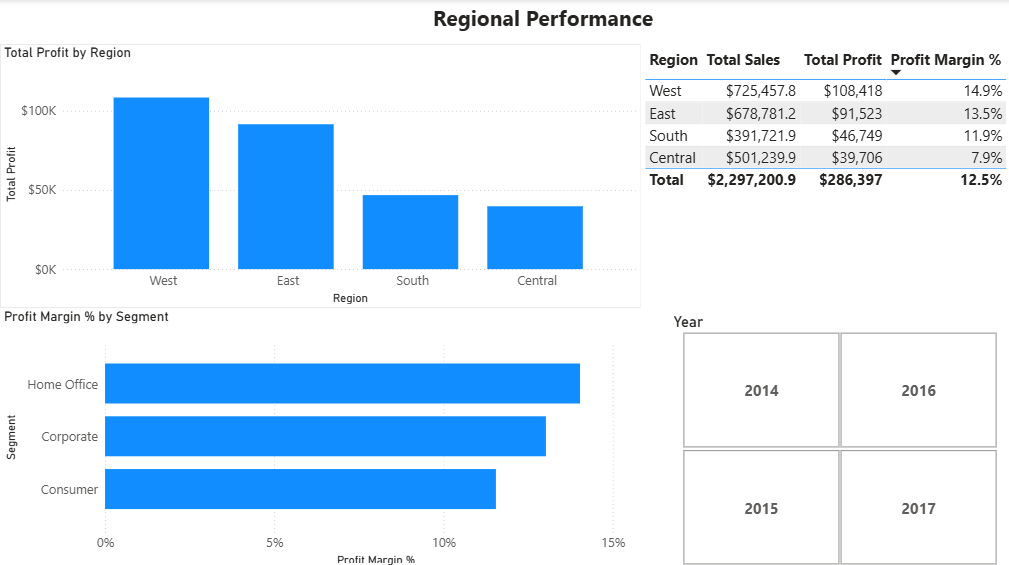 Regional Performance
Total Profit by Region
Total Profit
$100K
$50K
$0K
West
East
South
Central
Region
Region Total Sales Total Profit Profit Margin %
West $725,457.8 $108,418 14.9%
East $678,781.2 $91,523 13.5%
South $391,721.9 $46,749 11.9%
Central $501,239.9 $39,706 7.9%
Total $2,297,200.9 $286,397 12.5%
Profit Margin % by Segment
Segment
Home Office
Corporate
Consumer
0%
5%
10%
15%
Profit Margin %
Year
2014
2016
2015
2017